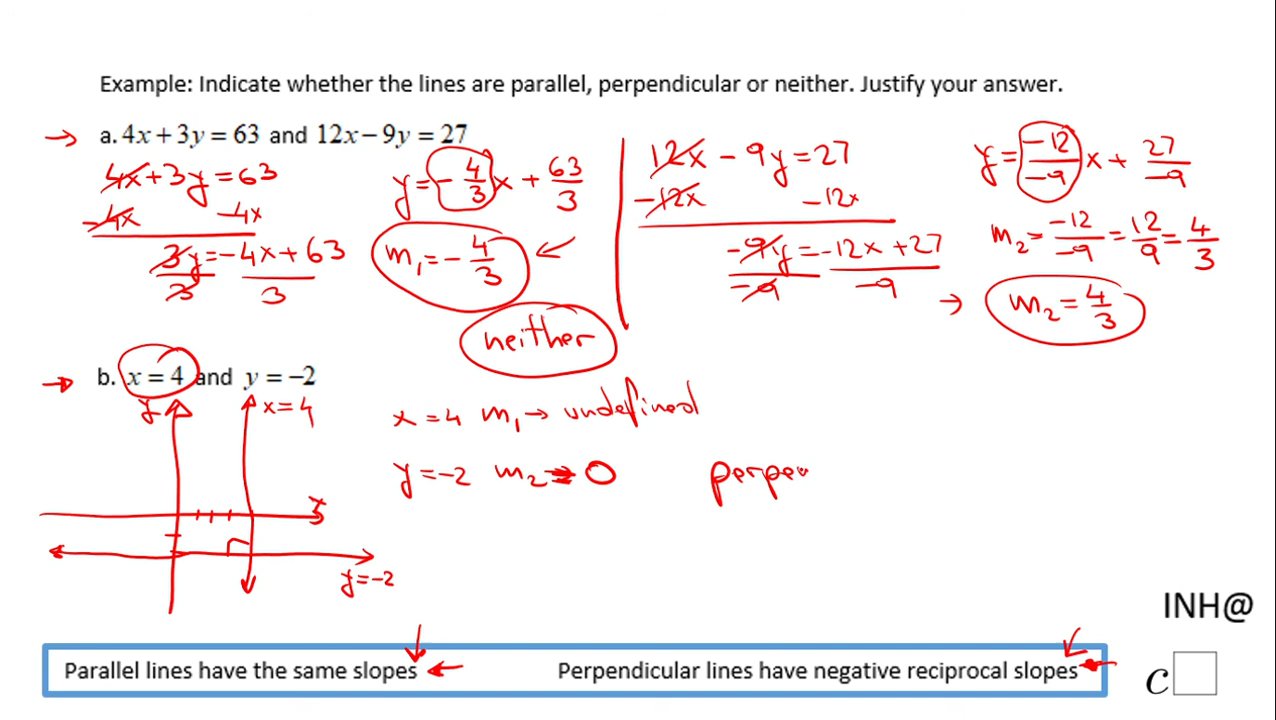 Example: Indicate whether the lines are parallel, perpendicular or neither. Justify your answer.
→ a. 4x + 3y = 63 and 12x − 9y = 27
4x + 3y = 63
-4x -4x
3y = -4x + 63
3 3
y = -4/3 x + 63/3
m₁ = -4/3 ←
neither
12x - 9y = 27
-12x -12x
-9y = -12x + 27
-9 -9
y = -12/-9 x + 27/-9
m₂ = -12/-9 = 12/9 = 4/3
→ m₂ = 4/3
→ b. x = 4 and y = −2
y x=4
x
y=-2
x = 4 m₁ → undefined
y = -2 m₂ = 0 perpe
INH@
Parallel lines have the same slopes ← Perpendicular lines have negative reciprocal slopes ←
c